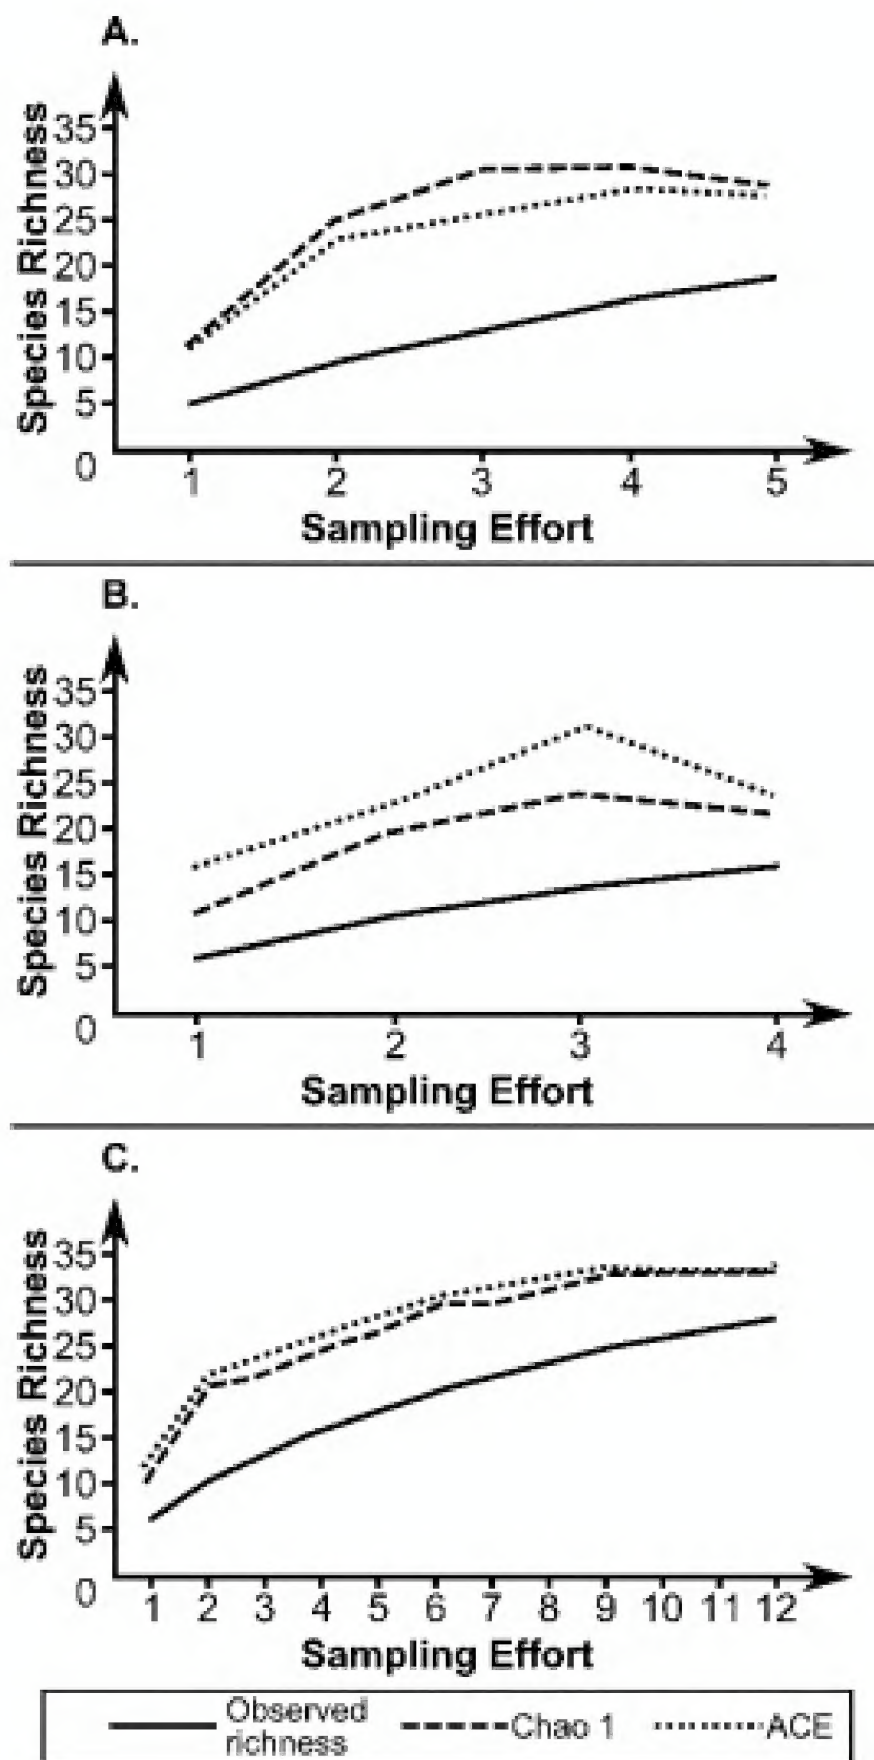 A.
Species Richness
35
30
25
20
15
10
5
0
1 2 3 4 5
Sampling Effort
B.
Species Richness
35
30
25
20
15
10
5
0
1 2 3 4
Sampling Effort
C.
Species Richness
35
30
25
20
15
10
5
0
1 2 3 4 5 6 7 8 9 10 11 12
Sampling Effort
Observed
richness
Chao 1
ACE